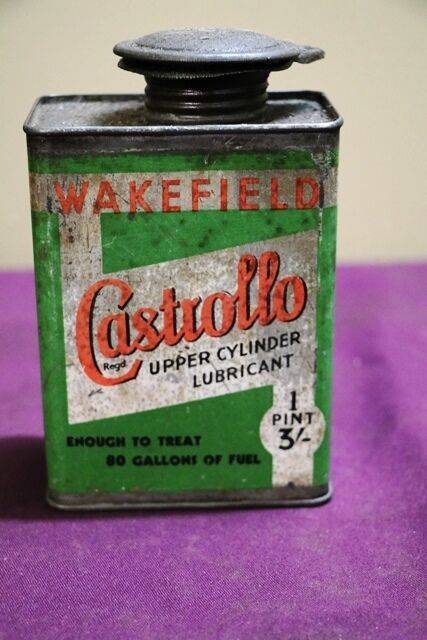 WAKEFIELD
Castrollo
Regd
UPPER CYLINDER
LUBRICANT
1
PINT
3/-
ENOUGH TO TREAT
80 GALLONS OF FUEL